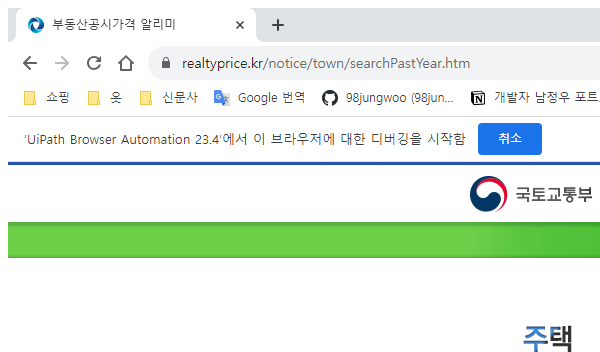 부동산공시가격 알리미
realtyprice.kr/notice/town/searchPastYear.htm
쇼핑 옷 신문사 Google 번역 98jungwoo (98jun... 개발자 남정우 포트
'UiPath Browser Automation 23.4'에서 이 브라우저에 대한 디버깅을 시작함 취소
국토교통부
주택